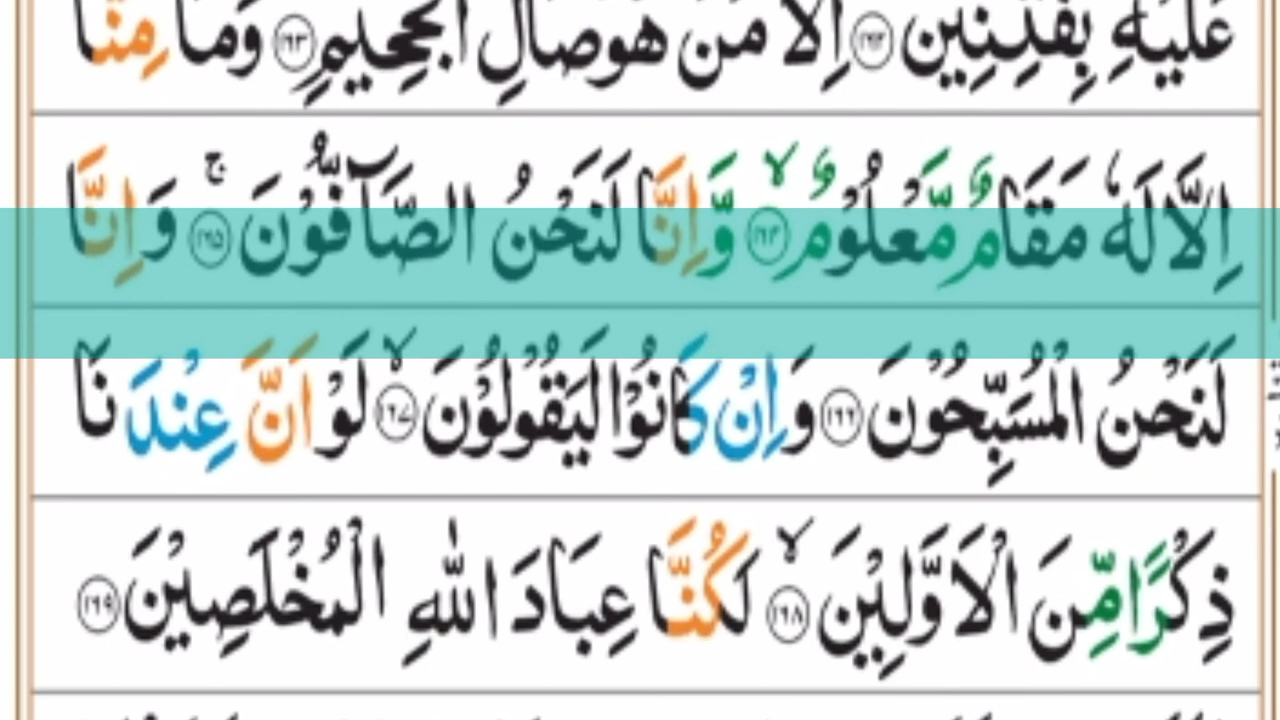 عَلَيْهِ بِفٰتِنِيْنَ ۝١٦٢ اِلَّا مَنْ هُوَ صَالِ الْجَحِيْمِ ۝١٦٣ وَمَا مِنَّا
اِلَّا لَهٗ مَقَامٌ مَّعْلُوْمٌ ۙ۝١٦٤ وَّ اِنَّا لَنَحْنُ الصَّآفُّوْنَ ۚ۝١٦٥ وَ اِنَّا
لَنَحْنُ الْمُسَبِّحُوْنَ ۝١٦٦ وَ اِنْ كَانُوْا لَيَقُوْلُوْنَ ۙ۝١٦٧ لَوْ اَنَّ عِنْدَنَا
ذِكْرًا مِّنَ الْاَوَّلِيْنَ ۙ۝١٦٨ لَكُنَّا عِبَادَ اللّٰهِ الْمُخْلَصِيْنَ ۝١٦٩